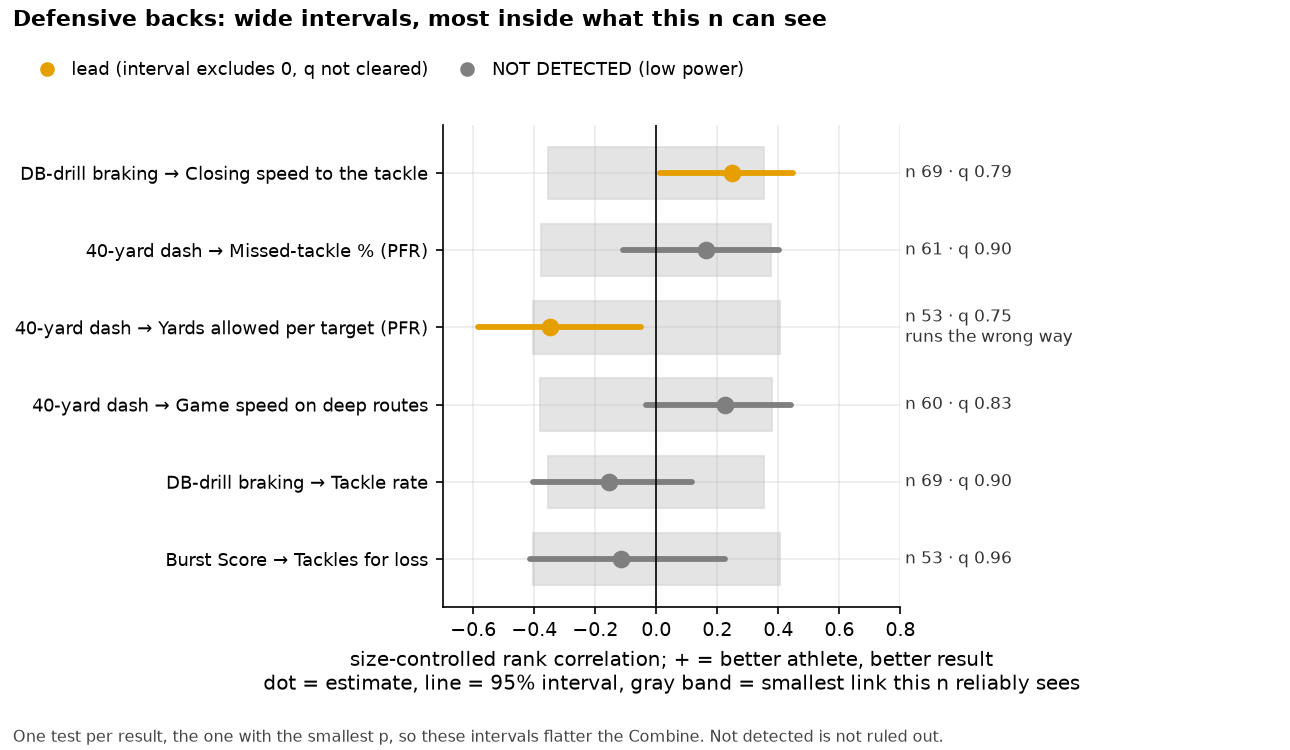 Defensive backs: wide intervals, most inside what this n can see
lead (interval excludes 0, q not cleared)
NOT DETECTED (low power)
DB-drill braking → Closing speed to the tackle
n 69 · q 0.79
40-yard dash → Missed-tackle % (PFR)
n 61 · q 0.90
40-yard dash → Yards allowed per target (PFR)
n 53 · q 0.75
runs the wrong way
40-yard dash → Game speed on deep routes
n 60 · q 0.83
DB-drill braking → Tackle rate
n 69 · q 0.90
Burst Score → Tackles for loss
n 53 · q 0.96
−0.6 −0.4 −0.2 0.0 0.2 0.4 0.6 0.8
size-controlled rank correlation; + = better athlete, better result
dot = estimate, line = 95% interval, gray band = smallest link this n reliably sees
One test per result, the one with the smallest p, so these intervals flatter the Combine. Not detected is not ruled out.